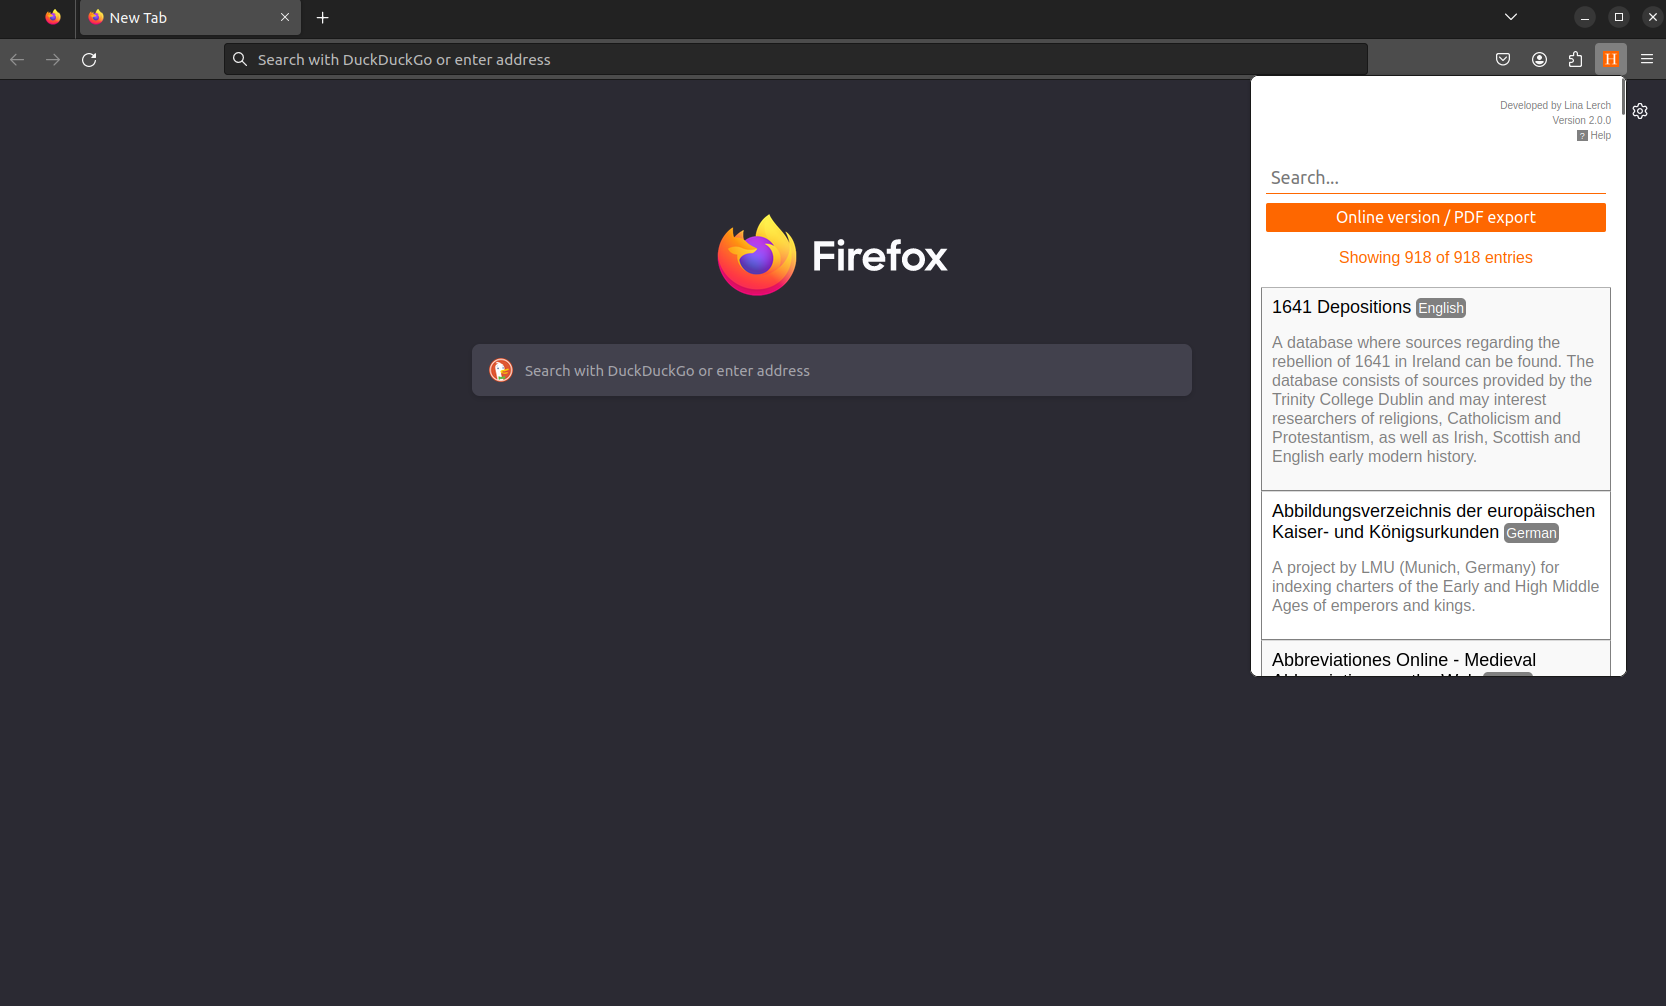 New Tab
Search with DuckDuckGo or enter address
H
Developed by Lina Lerch
Version 2.0.0
? Help
Search...
Online version / PDF export
Showing 918 of 918 entries
Firefox
Search with DuckDuckGo or enter address
1641 Depositions English
A database where sources regarding the
rebellion of 1641 in Ireland can be found. The
database consists of sources provided by the
Trinity College Dublin and may interest
researchers of religions, Catholicism and
Protestantism, as well as Irish, Scottish and
English early modern history.
Abbildungsverzeichnis der europäischen
Kaiser- und Königsurkunden German
A project by LMU (Munich, Germany) for
indexing charters of the Early and High Middle
Ages of emperors and kings.
Abbreviationes Online - Medieval